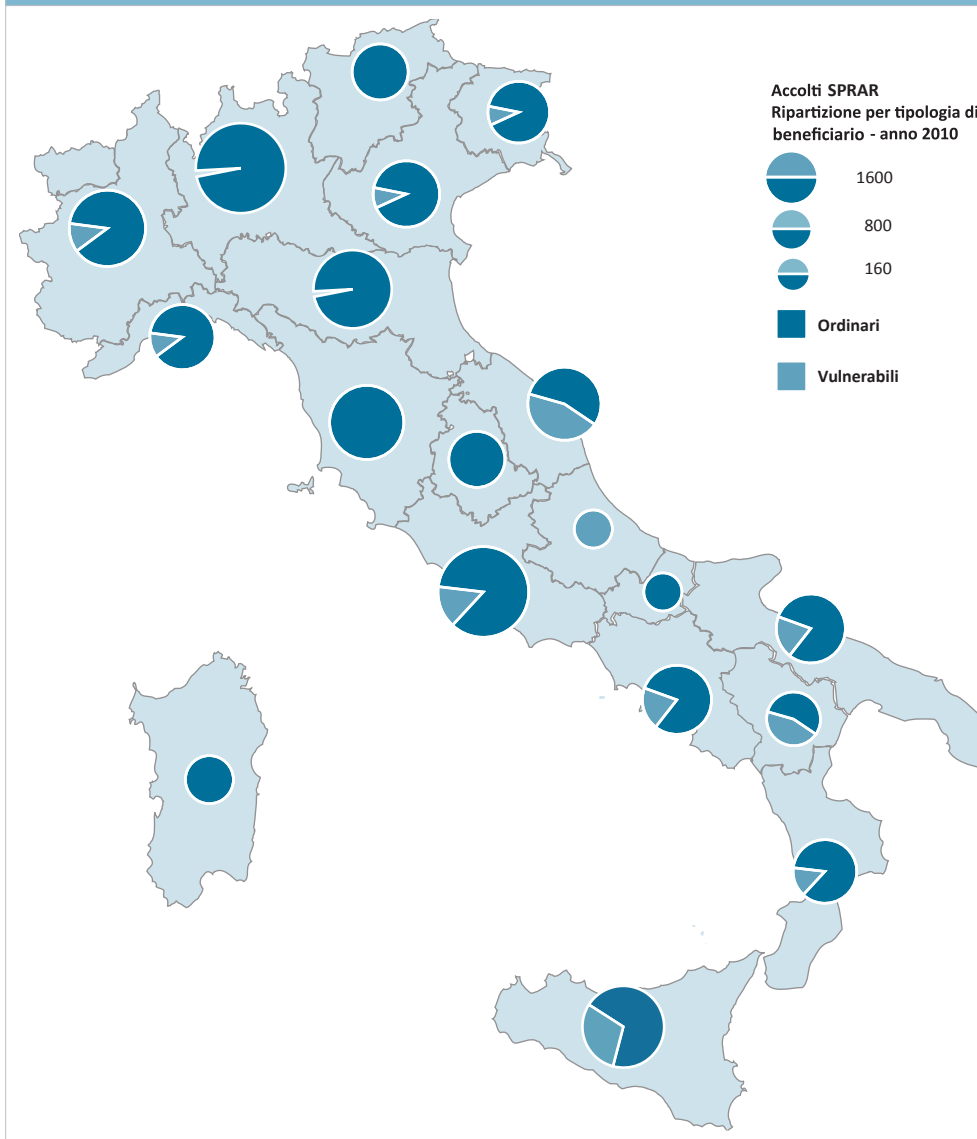 Accolti SPRAR
Ripartizione per tipologia di
beneficiario - anno 2010
1600
800
160
Ordinari
Vulnerabili